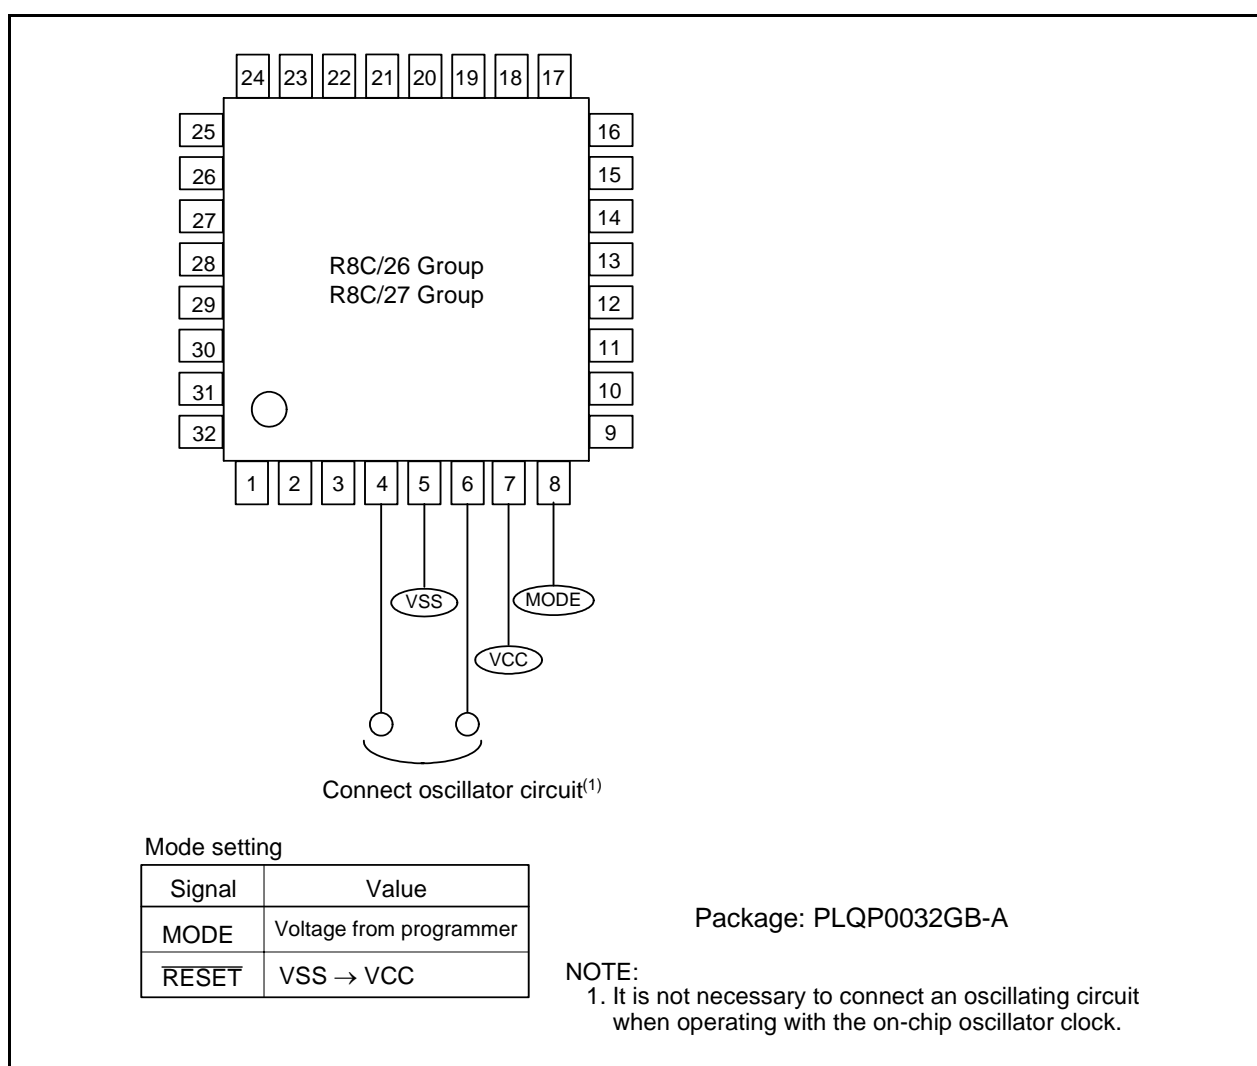 24 23 22 21 20 19 18 17
25 16
26 15
27 14
28 13
29 12
30 11
31 10
32 9
R8C/26 Group
R8C/27 Group
1 2 3 4 5 6 7 8
VSS MODE
VCC
Connect oscillator circuit(1)
Mode setting
Signal Value
MODE Voltage from programmer
RESET VSS → VCC
Package: PLQP0032GB-A
NOTE:
1. It is not necessary to connect an oscillating circuit
when operating with the on-chip oscillator clock.